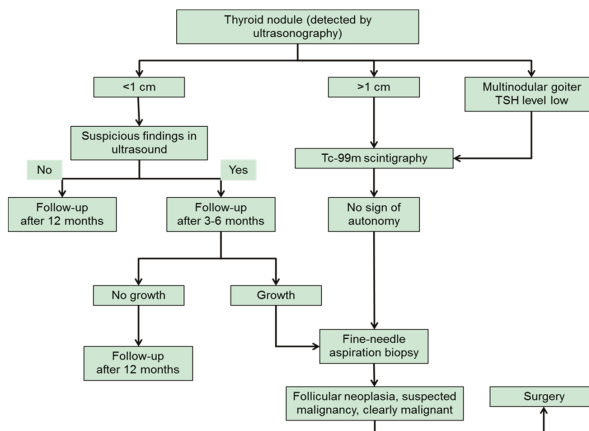 Thyroid nodule (detected by
ultrasonography)
<1 cm
>1 cm
Multinodular goiter
TSH level low
Suspicious findings in
ultrasound
Tc-99m scintigraphy
No
Yes
Follow-up
after 12 months
Follow-up
after 3-6 months
No sign of
autonomy
No growth
Growth
Fine-needle
aspiration biopsy
Follow-up
after 12 months
Follicular neoplasia, suspected
malignancy, clearly malignant
Surgery